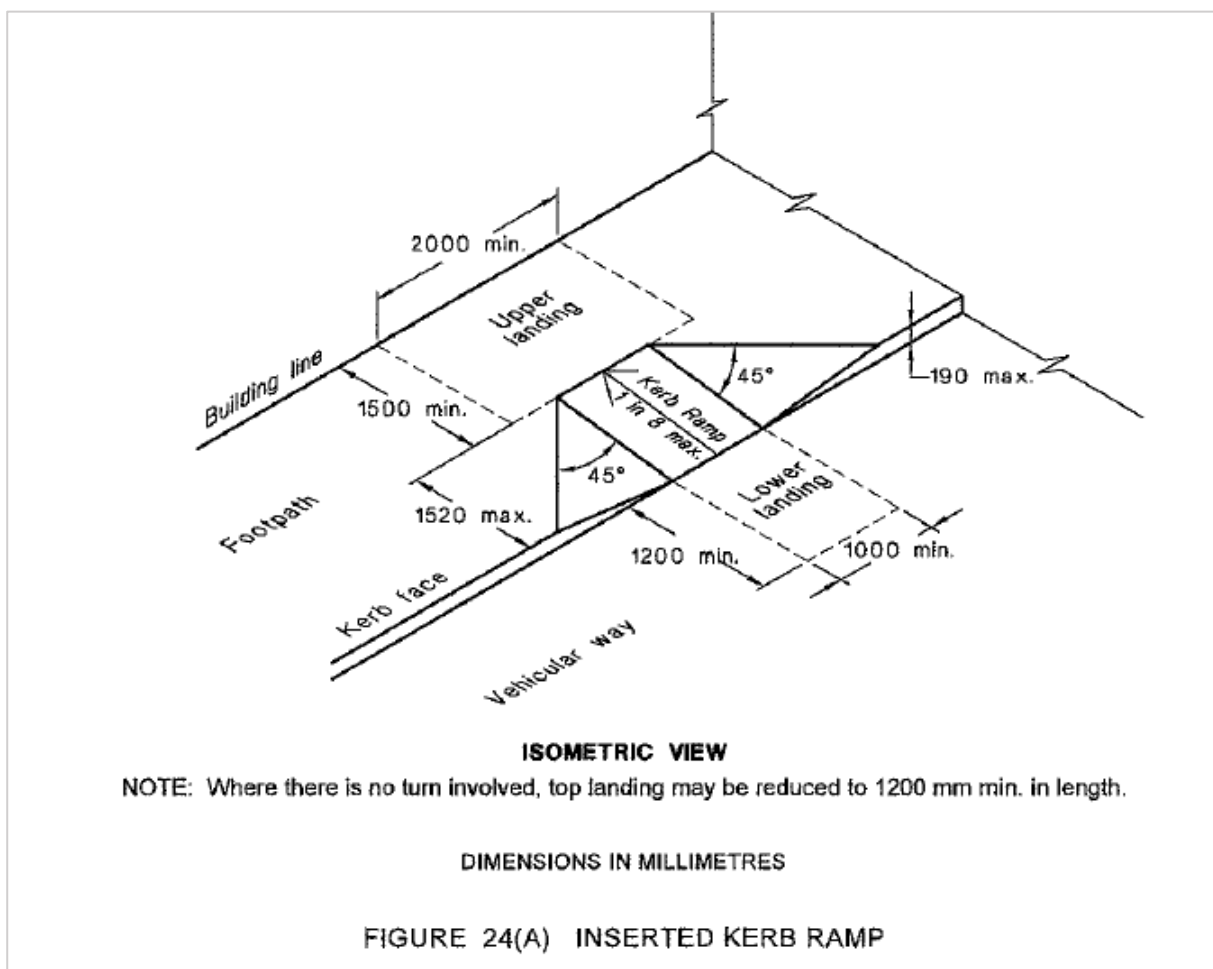 2000 min.
Upper
landing
Building line
1500 min.
45°
Kerb Ramp
1 in 8 max.
190 max.
45°
Footpath
1520 max.
Lower
landing
1200 min.
1000 min.
Kerb face
Vehicular way
ISOMETRIC VIEW
NOTE: Where there is no turn involved, top landing may be reduced to 1200 mm min. in length.
DIMENSIONS IN MILLIMETRES
FIGURE 24(A) INSERTED KERB RAMP